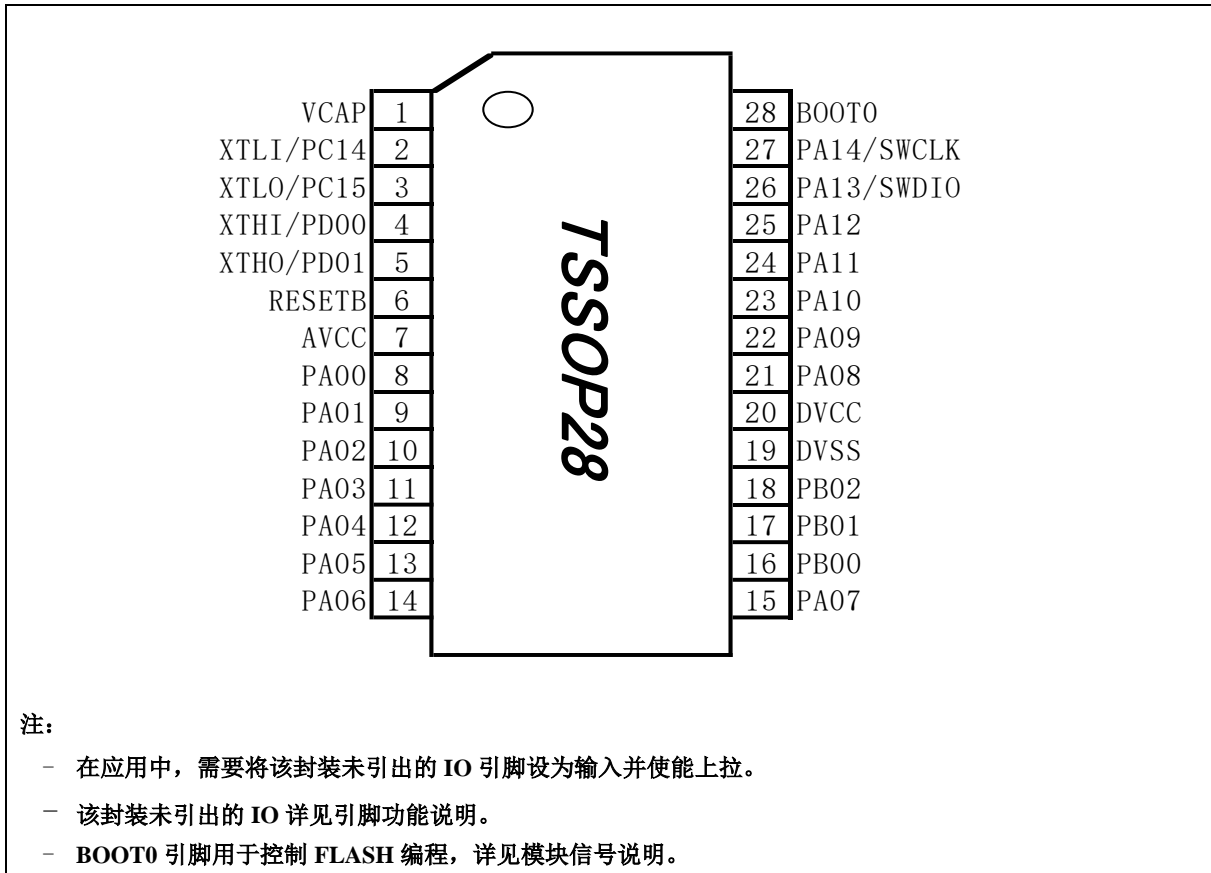 VCAP 1 28 BOOT0
XTLI/PC14 2 27 PA14/SWCLK
XTLO/PC15 3 26 PA13/SWDIO
XTHI/PD00 4 25 PA12
XTHO/PD01 5 24 PA11
RESETB 6 23 PA10
AVCC 7 22 PA09
PA00 8 21 PA08
PA01 9 20 DVCC
PA02 10 19 DVSS
PA03 11 18 PB02
PA04 12 17 PB01
PA05 13 16 PB00
PA06 14 15 PA07
TSSOP28
注：
– 在应用中，需要将该封装未引出的 IO 引脚设为输入并使能上拉。
– 该封装未引出的 IO 详见引脚功能说明。
– BOOT0 引脚用于控制 FLASH 编程，详见模块信号说明。